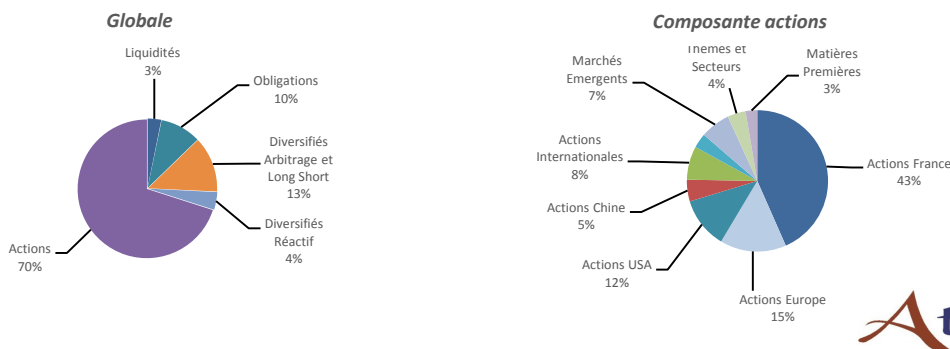 Globale
Liquidités
3%
Obligations
10%
Diversifiés
Arbitrage et
Long Short
13%
Diversifiés
Réactif
4%
Actions
70%
Composante actions
Thèmes et
Secteurs
4%
Matières
Premières
3%
Marchés
Emergents
7%
Actions
Internationales
8%
Actions Chine
5%
Actions USA
12%
Actions Europe
15%
Actions France
43%